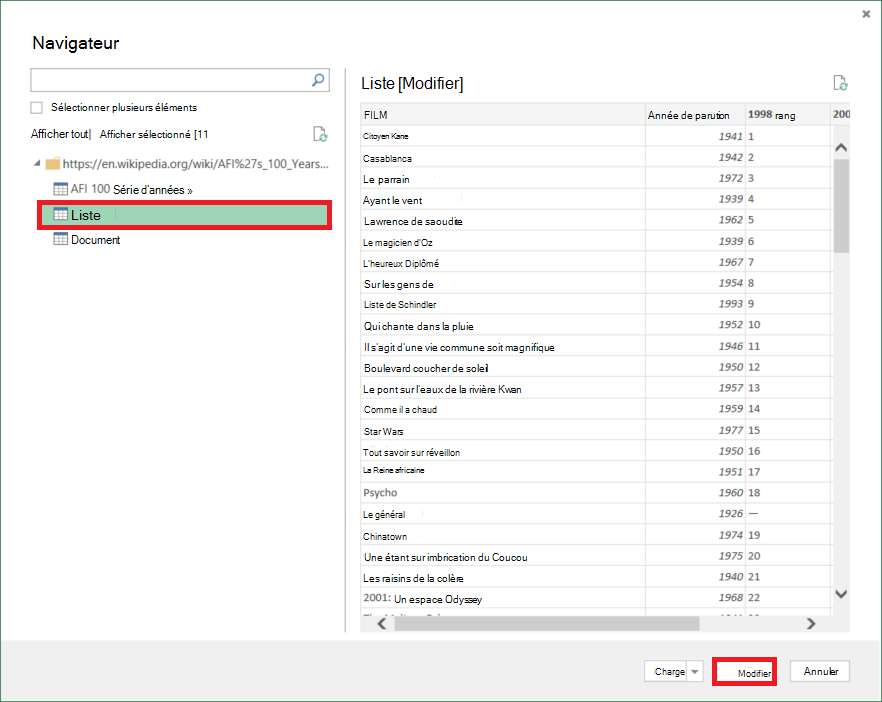 Navigateur
Sélectionner plusieurs éléments
Afficher tout| Afficher sélectionné [11
https://en.wikipedia.org/wiki/AFI%27s_100_Years...
AFI 100 Série d'années »
Liste
Document
Liste [Modifier]
FILM Année de parution 1998 rang 200
Citoyen Kane 1941 1
Casablanca 1942 2
Le parrain 1972 3
Ayant le vent 1939 4
Lawrence de saoudite 1962 5
Le magicien d'Oz 1939 6
L'heureux Diplômé 1967 7
Sur les gens de 1954 8
Liste de Schindler 1993 9
Qui chante dans la pluie 1952 10
Il s'agit d'une vie commune soit magnifique 1946 11
Boulevard coucher de soleil 1950 12
Le pont sur l'eaux de la rivière Kwan 1957 13
Comme il a chaud 1959 14
Star Wars 1977 15
Tout savoir sur réveillon 1950 16
La Reine africaine 1951 17
Psycho 1960 18
Le général 1926 —
Chinatown 1974 19
Une étant sur imbrication du Coucou 1975 20
Les raisins de la colère 1940 21
2001: Un espace Odyssey 1968 22
Charge Modifier Annuler